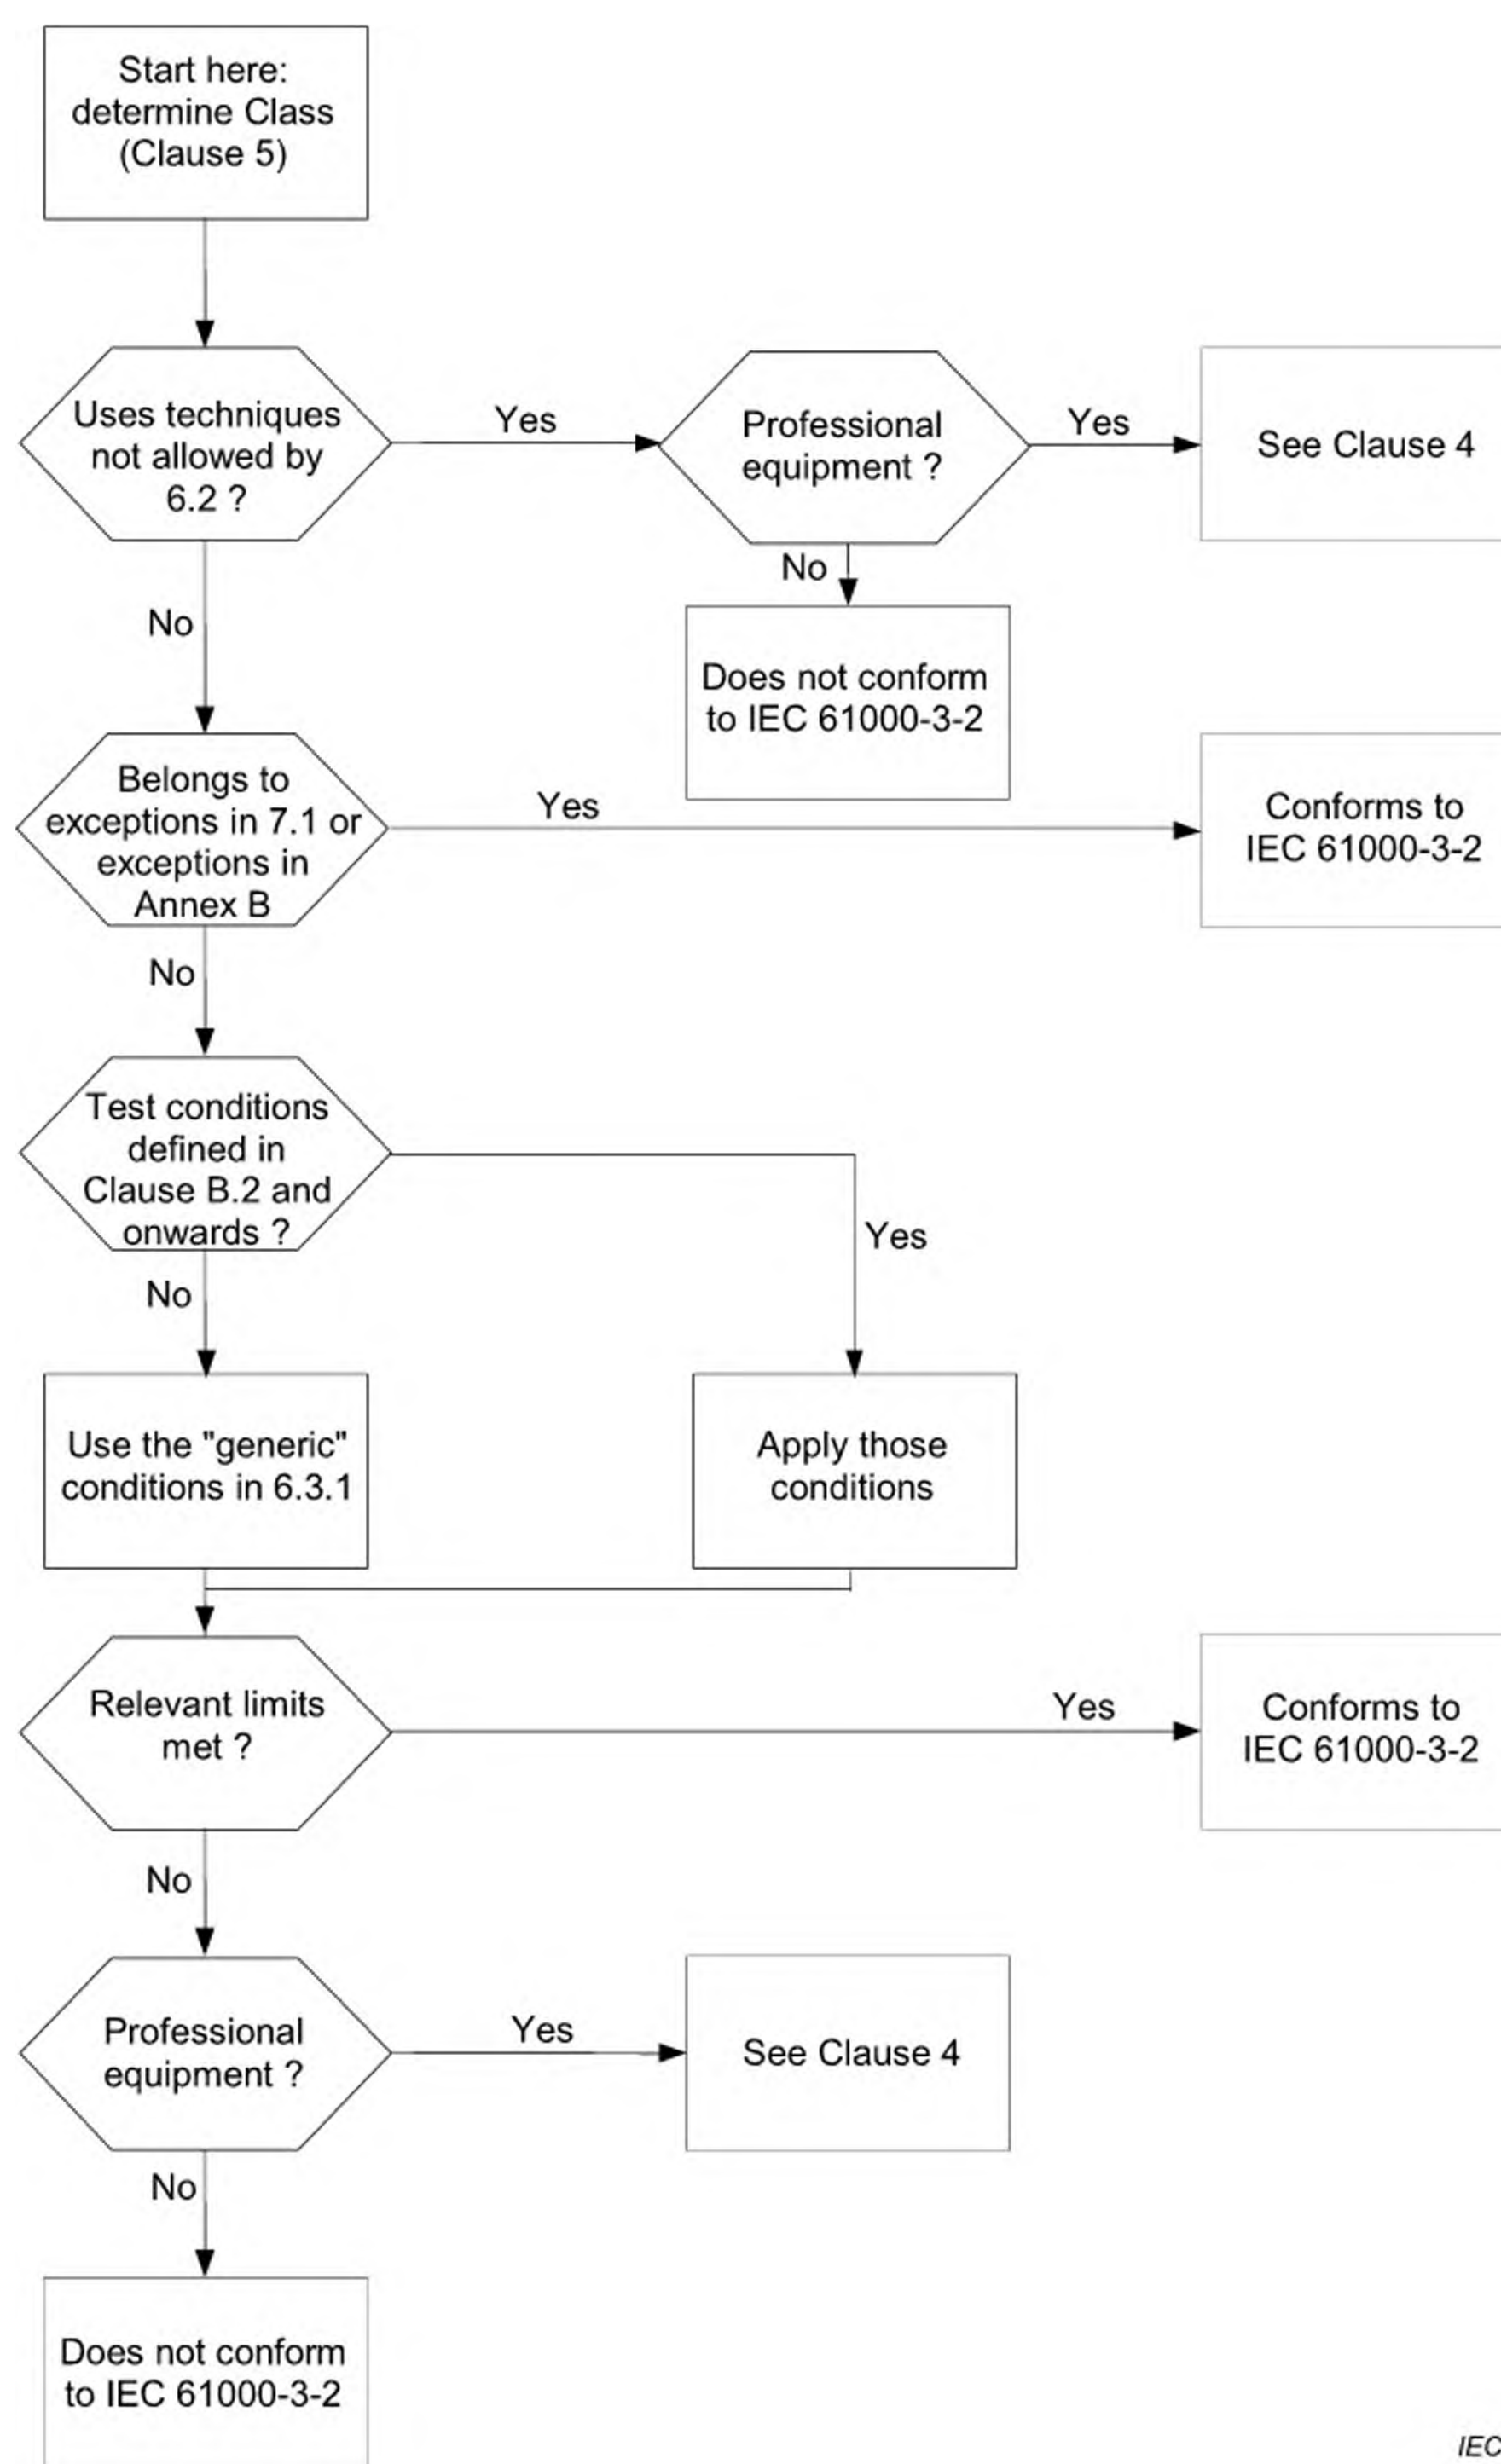 Start here:
determine Class
(Clause 5)
Uses techniques
not allowed by
6.2 ?
Yes
Professional
equipment ?
Yes
See Clause 4
No
Does not conform
to IEC 61000-3-2
No
Belongs to
exceptions in 7.1 or
exceptions in
Annex B
Yes
Conforms to
IEC 61000-3-2
No
Test conditions
defined in
Clause B.2 and
onwards ?
Yes
No
Use the "generic"
conditions in 6.3.1
Apply those
conditions
Relevant limits
met ?
Yes
Conforms to
IEC 61000-3-2
No
Professional
equipment ?
Yes
See Clause 4
No
Does not conform
to IEC 61000-3-2
IEC